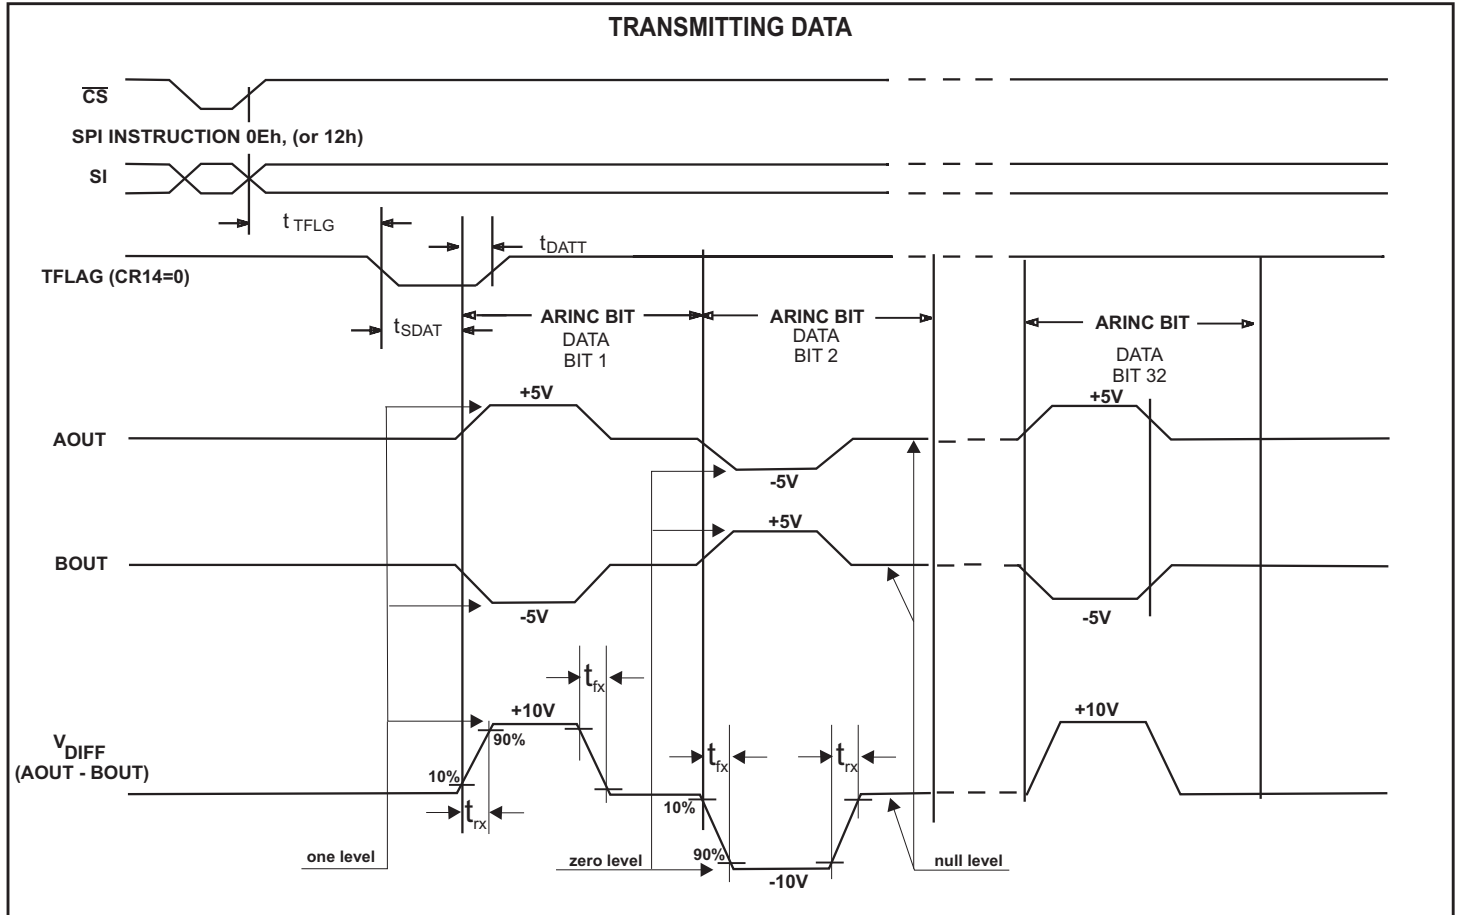 TRANSMITTING DATA
CS
SPI INSTRUCTION 0Eh, (or 12h)
SI
t TFLG
tDATT
TFLAG (CR14=0)
tSDAT
ARINC BIT
DATA
BIT 1
ARINC BIT
DATA
BIT 2
ARINC BIT
DATA
BIT 32
+5V
+5V
AOUT
-5V
+5V
BOUT
-5V
-5V
tfx
+10V
+10V
90%
VDIFF
(AOUT - BOUT)
tfx
trx
10%
10%
trx
90%
one level
zero level
null level
-10V